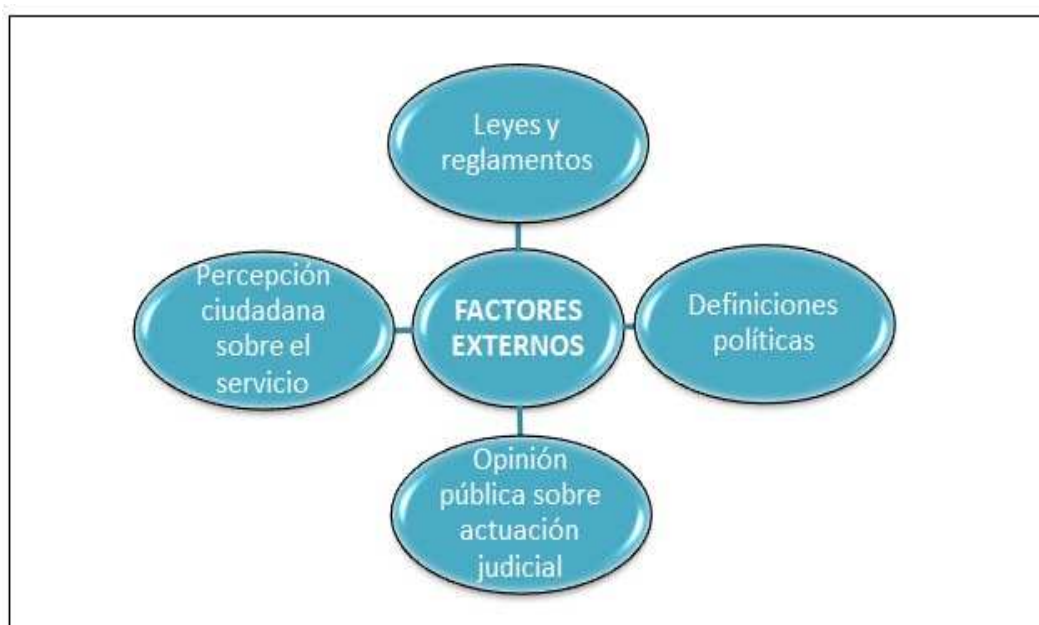 Leyes y
reglamentos
Percepción
ciudadana
sobre el
servicio
FACTORES
EXTERNOS
Definiciones
políticas
Opinión
pública sobre
actuación
judicial